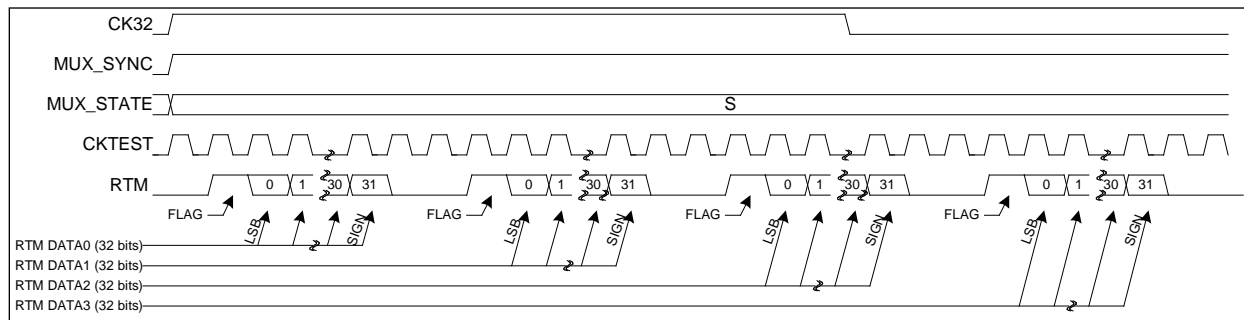 CK32
MUX_SYNC
MUX_STATE S
CKTEST
RTM 0 1 30 31 0 1 30 31 0 1 30 31 0 1 30 31
FLAG FLAG FLAG FLAG
LSB SIGN LSB SIGN LSB SIGN LSB SIGN
RTM DATA0 (32 bits)
RTM DATA1 (32 bits)
RTM DATA2 (32 bits)
RTM DATA3 (32 bits)